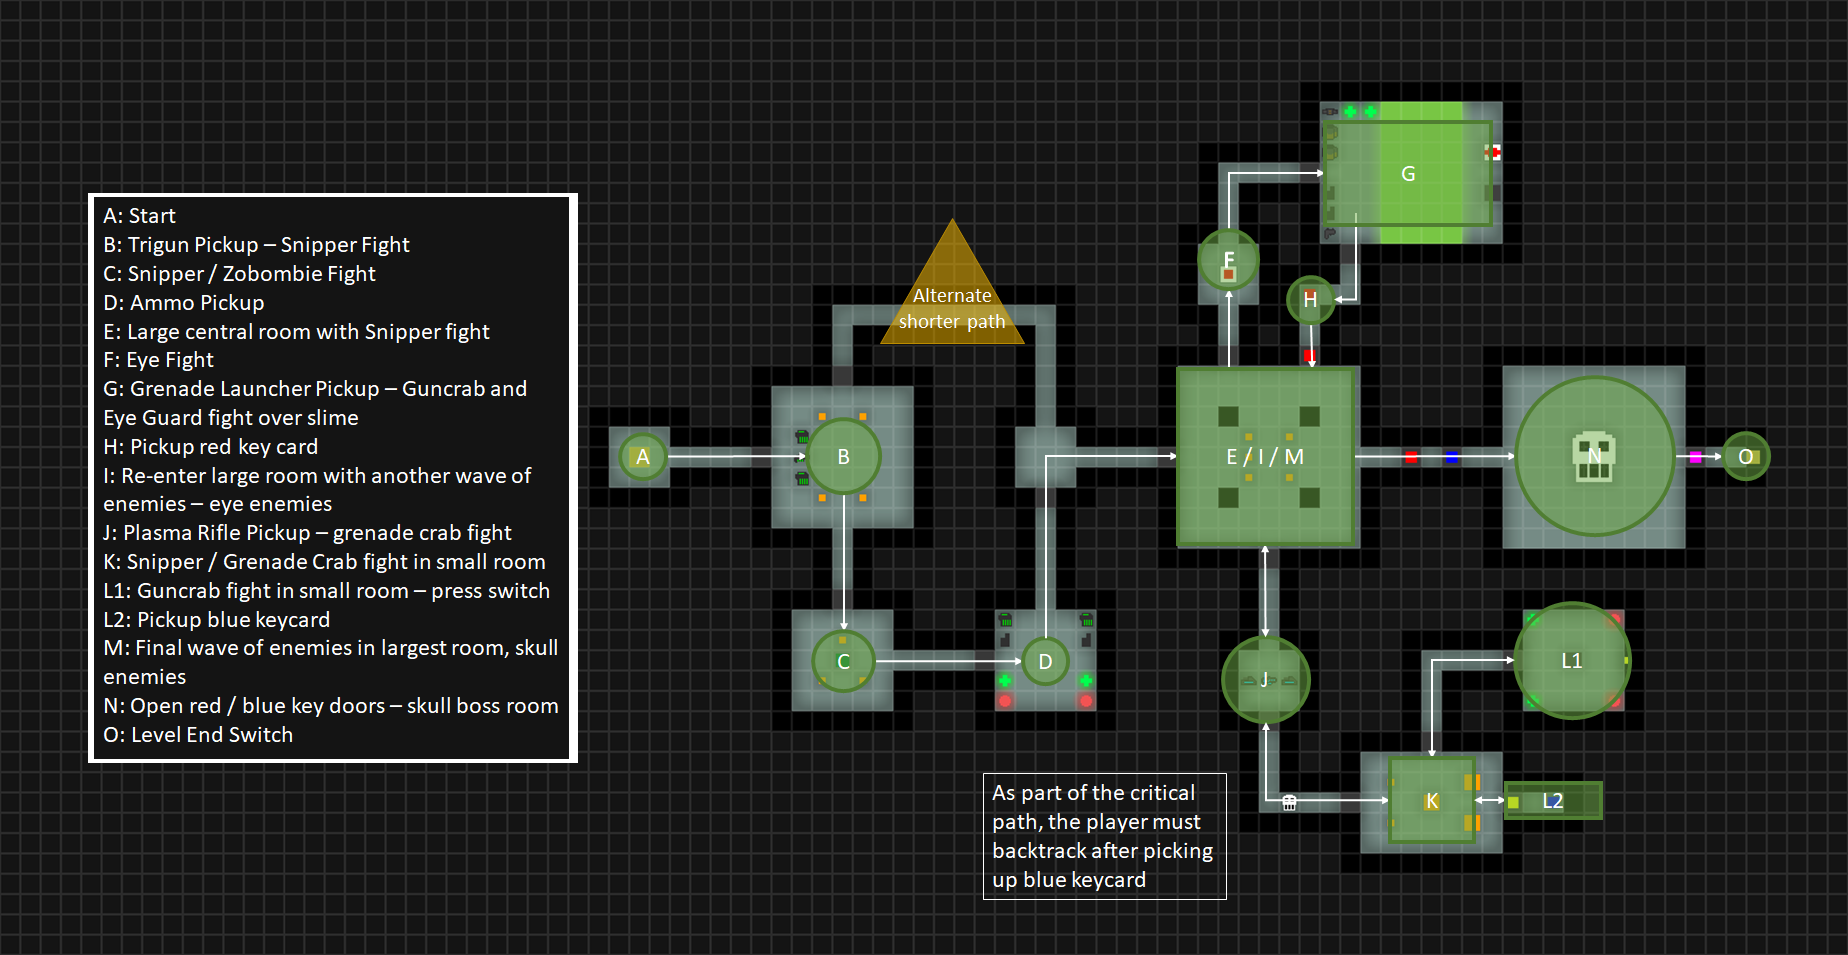 A: Start
B: Trigun Pickup – Snipper Fight
C: Snipper / Zobombie Fight
D: Ammo Pickup
E: Large central room with Snipper fight
F: Eye Fight
G: Grenade Launcher Pickup – Guncrab and
Eye Guard fight over slime
H: Pickup red key card
I: Re-enter large room with another wave of
enemies – eye enemies
J: Plasma Rifle Pickup – grenade crab fight
K: Snipper / Grenade Crab fight in small room
L1: Guncrab fight in small room – press switch
L2: Pickup blue keycard
M: Final wave of enemies in largest room, skull
enemies
N: Open red / blue key doors – skull boss room
O: Level End Switch
Alternate
shorter path
A
B
C
D
E / I / M
F
G
H
N
O
J
L1
K
L2
As part of the critical
path, the player must
backtrack after picking
up blue keycard